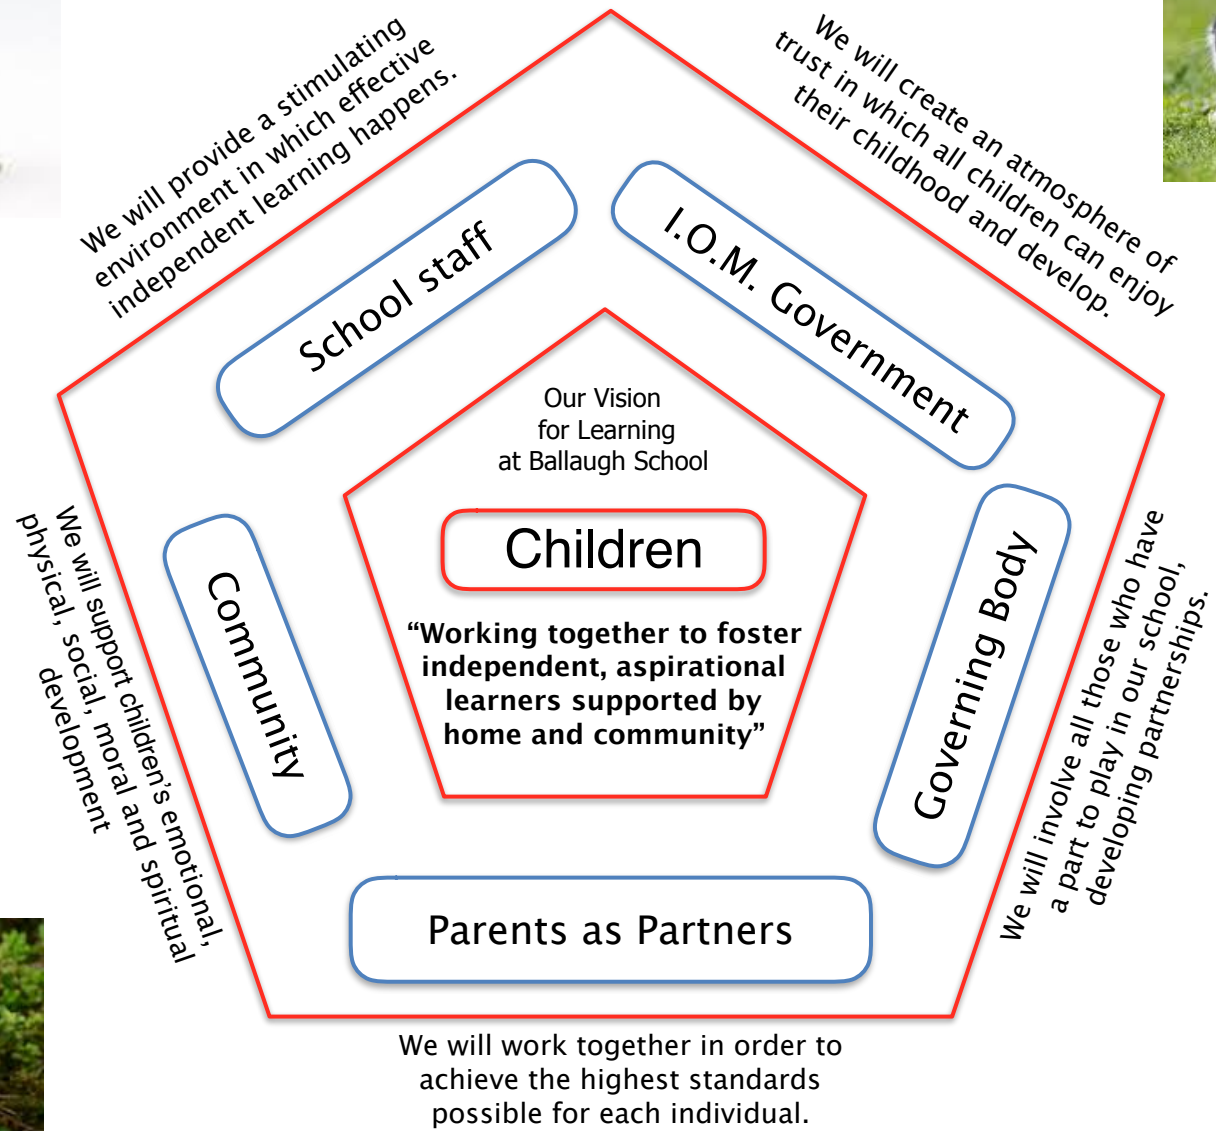 We will provide a stimulating
environment in which effective
independent learning happens.
We will create an atmosphere of
trust in which all children can enjoy
their childhood and develop.
School staff
I.O.M. Government
Our Vision
for Learning
at Ballaugh School
Children
“Working together to foster
independent, aspirational
learners supported by
home and community”
Community
Governing Body
We will support children’s emotional,
physical, social, moral and spiritual
development
We will involve all those who have
a part to play in our school,
developing partnerships.
Parents as Partners
We will work together in order to
achieve the highest standards
possible for each individual.